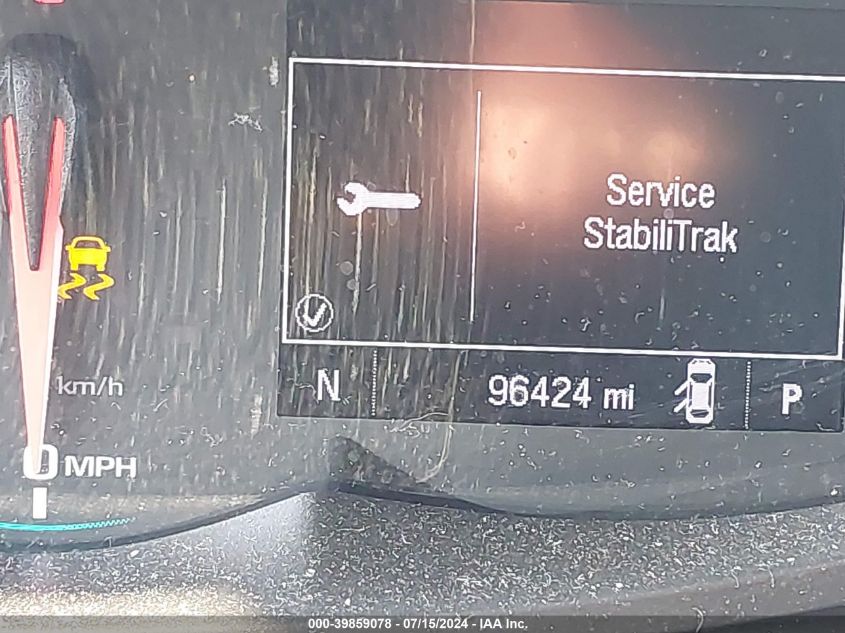 Service
StabiliTrak
km/h
N
96424 mi
P
0 MPH
000-39859078 - 07/15/2024 - IAA Inc.